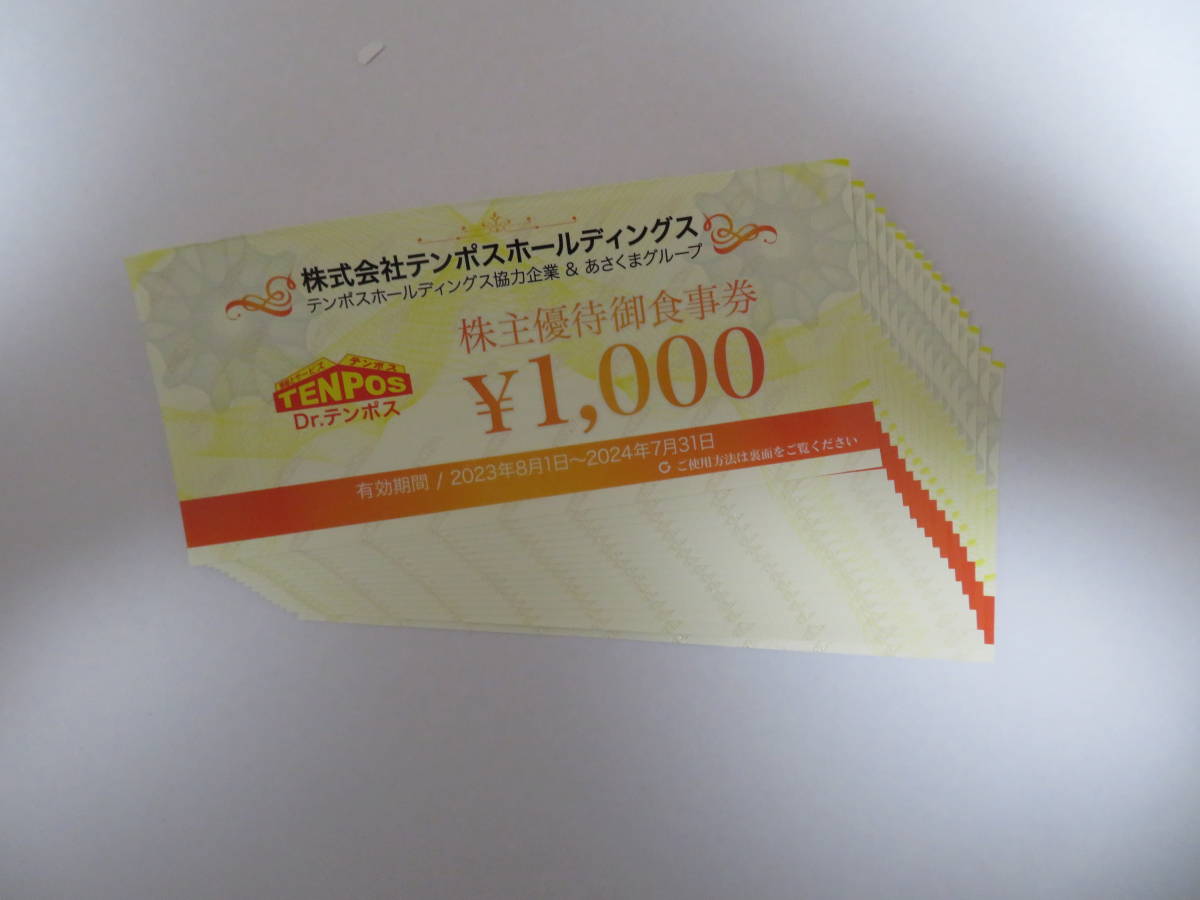 株式会社テンポスホールディングス
テンポスホールディングス協力企業 & あさくまグループ
株主優待御食事券
¥1,000
テンポス
TENPOS
Dr.テンポス
有効期間 / 2023年8月1日～2024年7月31日
ご使用方法は裏面をご覧ください